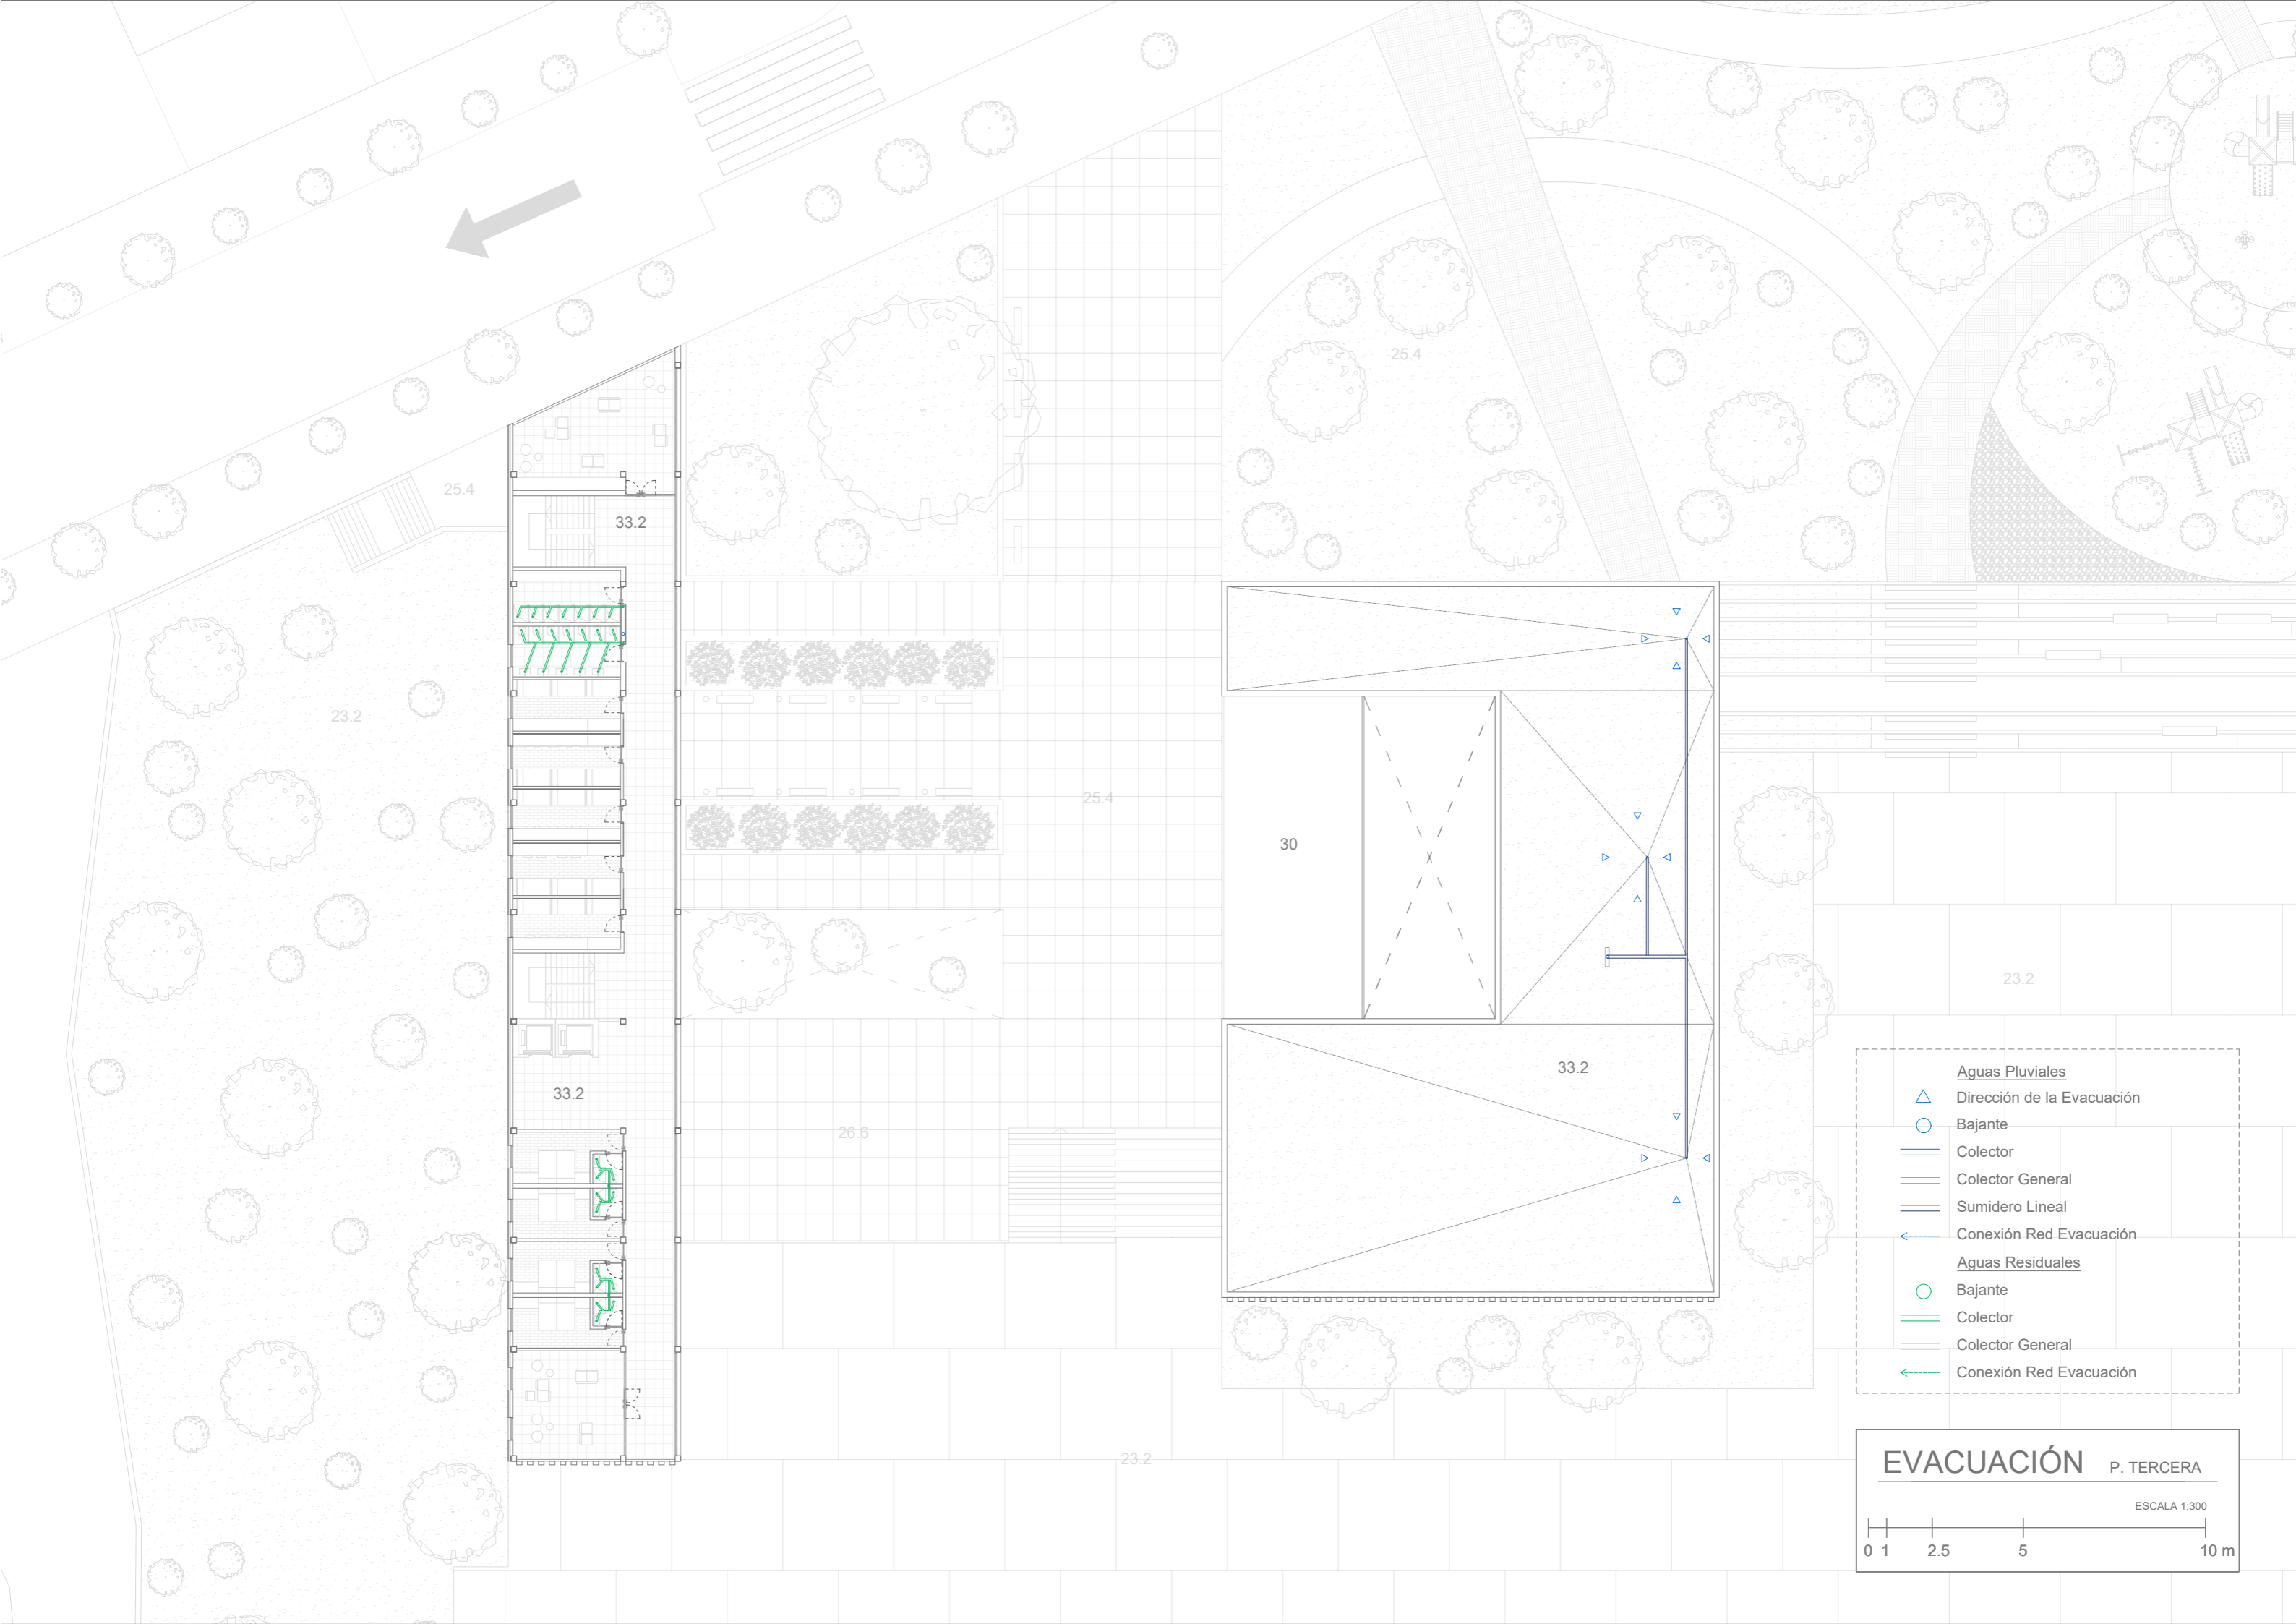 25.4
25.4
33.2
23.2
25.4
30
23.2
33.2
33.2
26.6
23.2
Aguas Pluviales
Dirección de la Evacuación
Bajante
Colector
Colector General
Sumidero Lineal
Conexión Red Evacuación
Aguas Residuales
Bajante
Colector
Colector General
Conexión Red Evacuación
EVACUACIÓN P. TERCERA
ESCALA 1:300
0 1 2.5 5 10 m